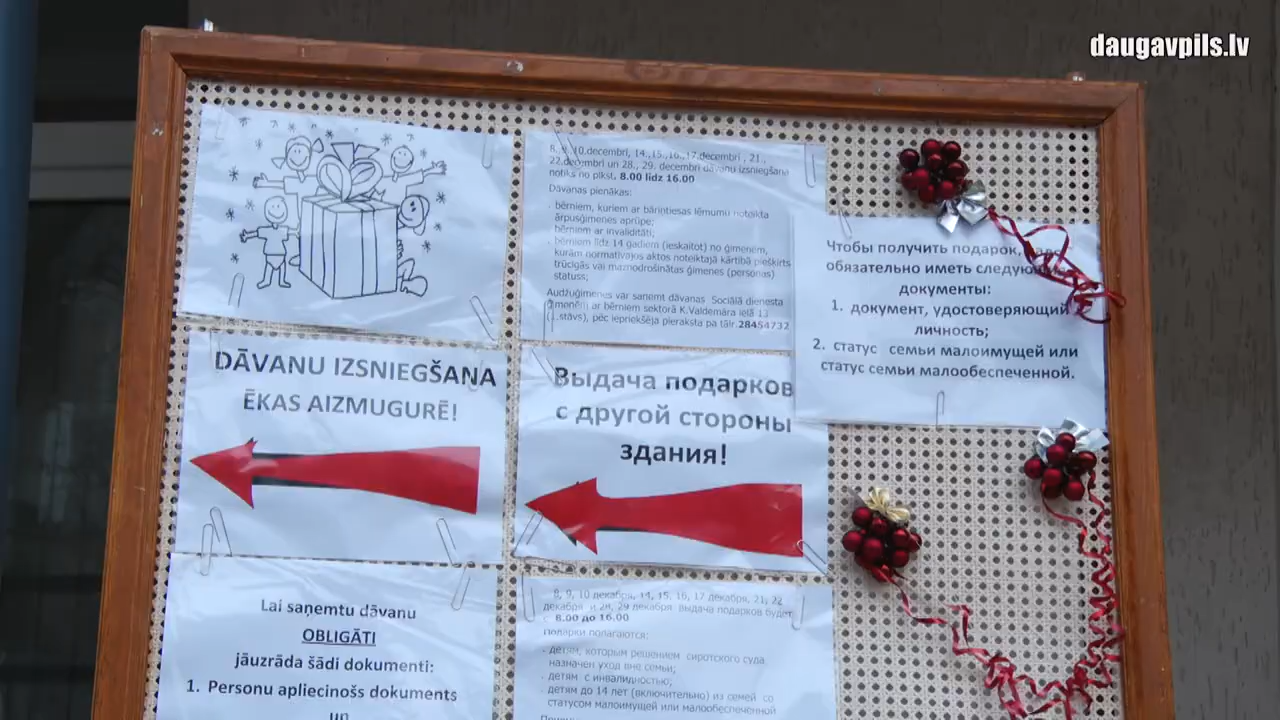 daugavpils.lv
8., 9., 10.decembrī, 14.,15.,16.,17.decembrī , 21.,
22.decembrī un 28., 29. decembrī dāvanu izsniegšana
notiks no plkst. 8.00 līdz 16.00
Dāvanas pienākas:
- bērniem, kuriem ar bāriņtiesas lēmumu noteikta
ārpusģimenes aprūpe;
- bērniem ar invaliditāti;
- bērniem līdz 14 gadiem (ieskaitot) no ģimenēm,
kurām normatīvajos aktos noteiktajā kārtībā piešķirts
trūcīgās vai maznodrošinātas ģimenes (personas)
statuss;
Audžuģimenes var saņemt dāvanas Sociālā dienesta
ģimenēm ar bērniem sektorā K.Valdemāra ielā 13
(1.stāvs), pēc iepriekšēja pieraksta pa tālr.28454732
Чтобы получить подарок, надо
обязательно иметь следующие
документы:
1. документ, удостоверяющий
личность;
2. статус семьи малоимущей или
статус семьи малообеспеченной.
DĀVANU IZSNIEGŠANA
ĒKAS AIZMUGURĒ!
Выдача подарков
с другой стороны
здания!
Lai saņemtu dāvanu
OBLIGĀTI
jāuzrāda šādi dokumenti:
1. Personu apliecinošs dokuments
un
8, 9, 10 декабря, 14, 15, 16, 17 декабря, 21, 22
декабря и 28, 29 декабря выдача подарков будет
с 8.00 до 16.00
Подарки полагаются:
- детям, которым решением сиротского суда
назначен уход вне семьи;
- детям с инвалидностью;
- детям до 14 лет (включительно) из семей со
статусом малоимущей или малообеспеченной